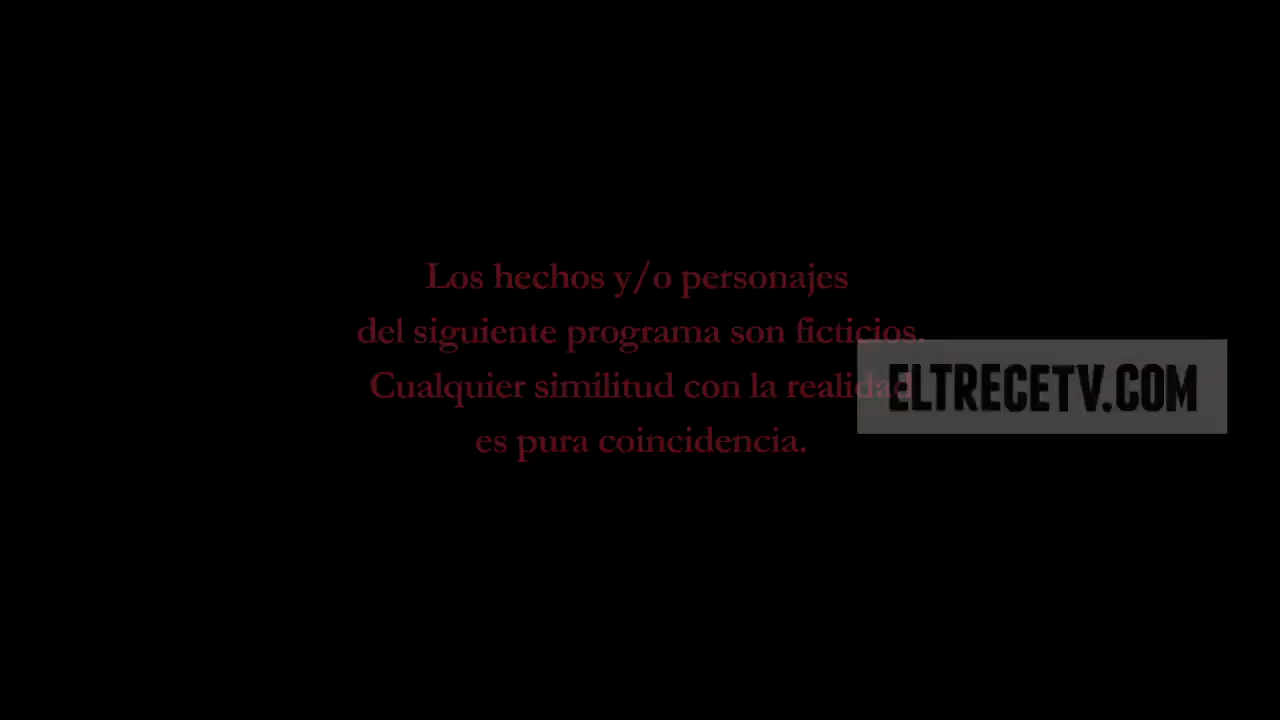 Los hechos y/o personajes
del siguiente programa son ficticios.
Cualquier similitud con la realidad
es pura coincidencia.
ELTRECETV.COM